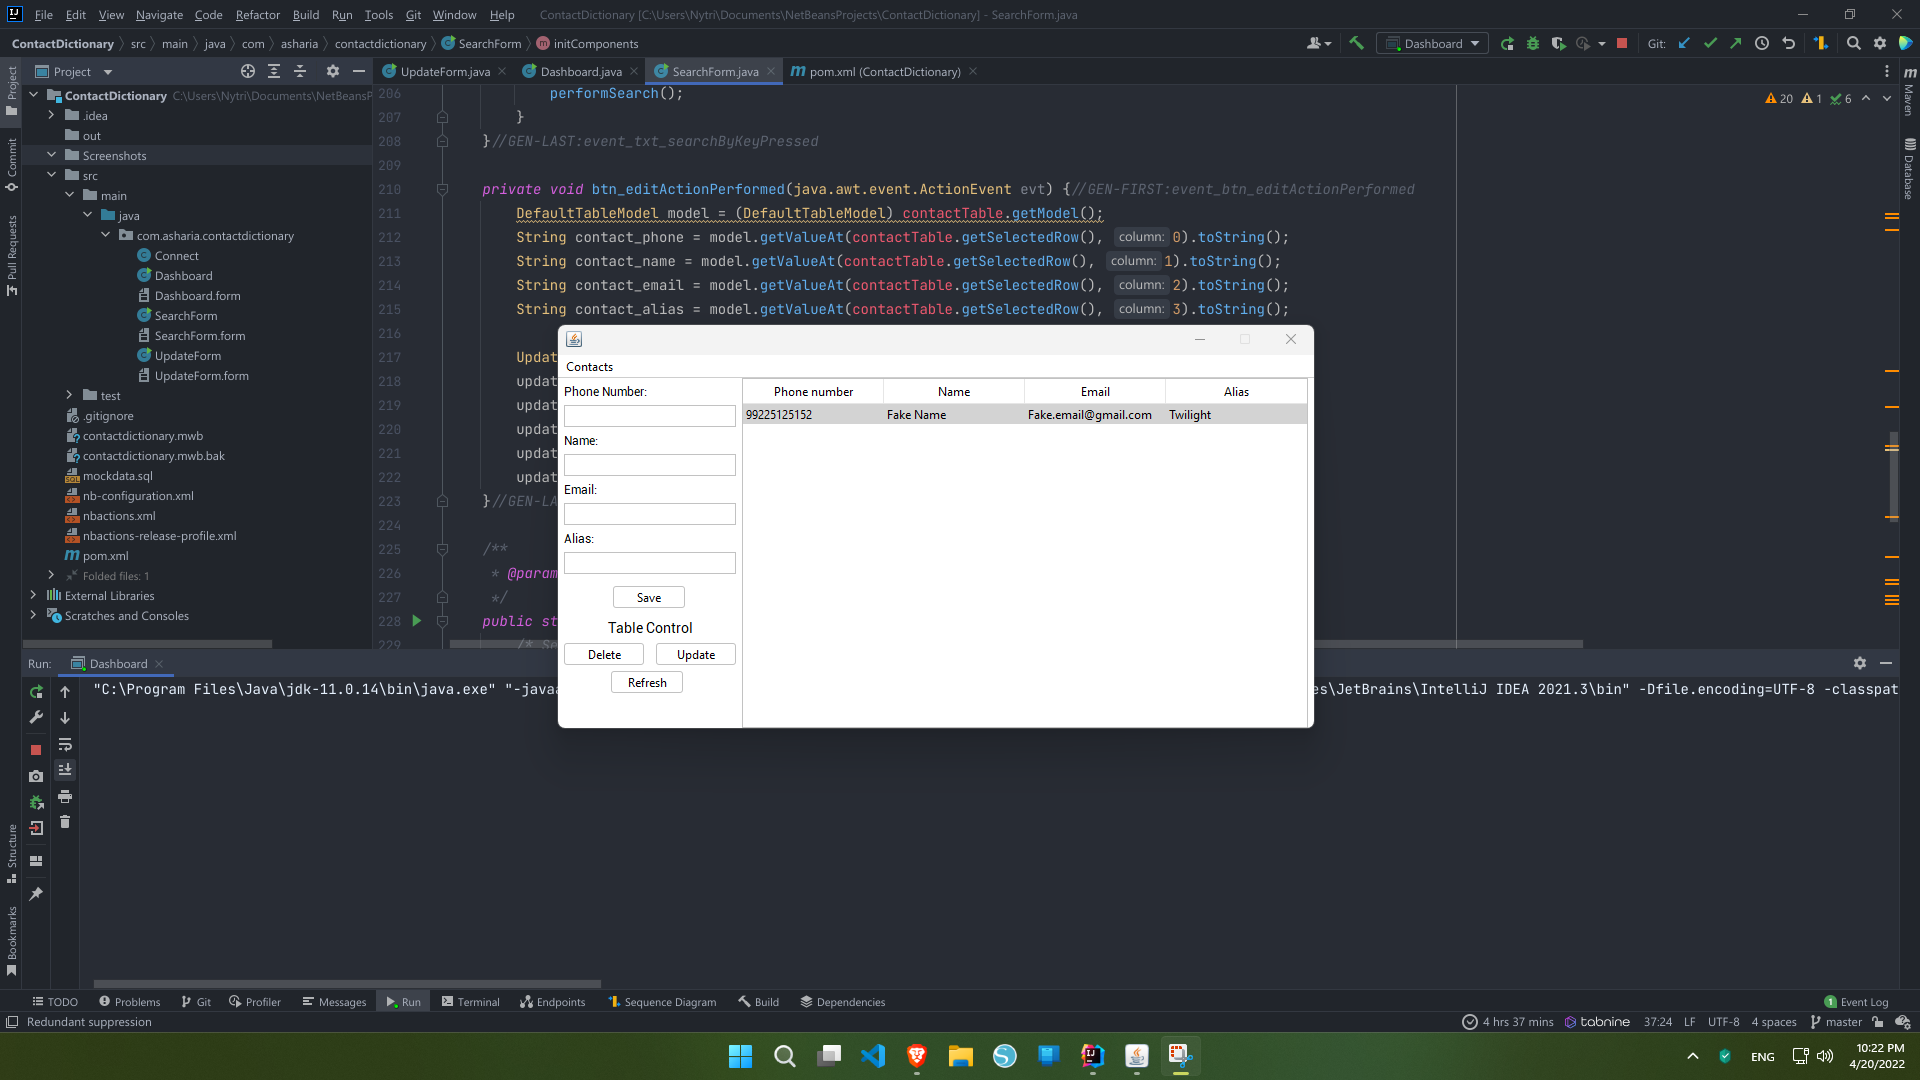 File Edit View Navigate Code Refactor Build Run Tools Git Window Help ContactDictionary [C:\Users\Nytri\Documents\NetBeansProjects\ContactDictionary] - SearchForm.java
ContactDictionary src main java com asharia contactdictionary SearchForm initComponents Dashboard Git:
Project UpdateForm.java Dashboard.java SearchForm.java pom.xml (ContactDictionary)
Project
Commit
Pull Requests
Structure
Bookmarks
Maven
Database
ContactDictionary C:\Users\Nytri\Documents\NetBeansP
.idea
out
Screenshots
src
main
java
com.asharia.contactdictionary
Connect
Dashboard
Dashboard.form
SearchForm
SearchForm.form
UpdateForm
UpdateForm.form
test
.gitignore
contactdictionary.mwb
contactdictionary.mwb.bak
mockdata.sql
nb-configuration.xml
nbactions.xml
nbactions-release-profile.xml
pom.xml
Folded files: 1
External Libraries
Scratches and Consoles
20 1 6
206 performSearch();
207 }
208 }//GEN-LAST:event_txt_searchByKeyPressed
209
210 private void btn_editActionPerformed(java.awt.event.ActionEvent evt) {//GEN-FIRST:event_btn_editActionPerformed
211 DefaultTableModel model = (DefaultTableModel) contactTable.getModel();
212 String contact_phone = model.getValueAt(contactTable.getSelectedRow(), column: 0).toString();
213 String contact_name = model.getValueAt(contactTable.getSelectedRow(), column: 1).toString();
214 String contact_email = model.getValueAt(contactTable.getSelectedRow(), column: 2).toString();
215 String contact_alias = model.getValueAt(contactTable.getSelectedRow(), column: 3).toString();
216
217 Updat
218 updat
219 updat
220 updat
221 updat
222 updat
223 }//GEN-LA
224
225 /**
226 * @param
227 */
228 public st
229 /* Se
Contacts
Phone Number:
Name:
Email:
Alias:
Save
Table Control
Delete Update
Refresh
Phone number Name Email Alias
99225125152 Fake Name Fake.email@gmail.com Twilight
Run: Dashboard
"C:\Program Files\Java\jdk-11.0.14\bin\java.exe" "-java es\JetBrains\IntelliJ IDEA 2021.3\bin" -Dfile.encoding=UTF-8 -classpat
TODO Problems Git Profiler Messages Run Terminal Endpoints Sequence Diagram Build Dependencies 1 Event Log
Redundant suppression 4 hrs 37 mins tabnine 37:24 LF UTF-8 4 spaces master
ENG 10:22 PM
4/20/2022